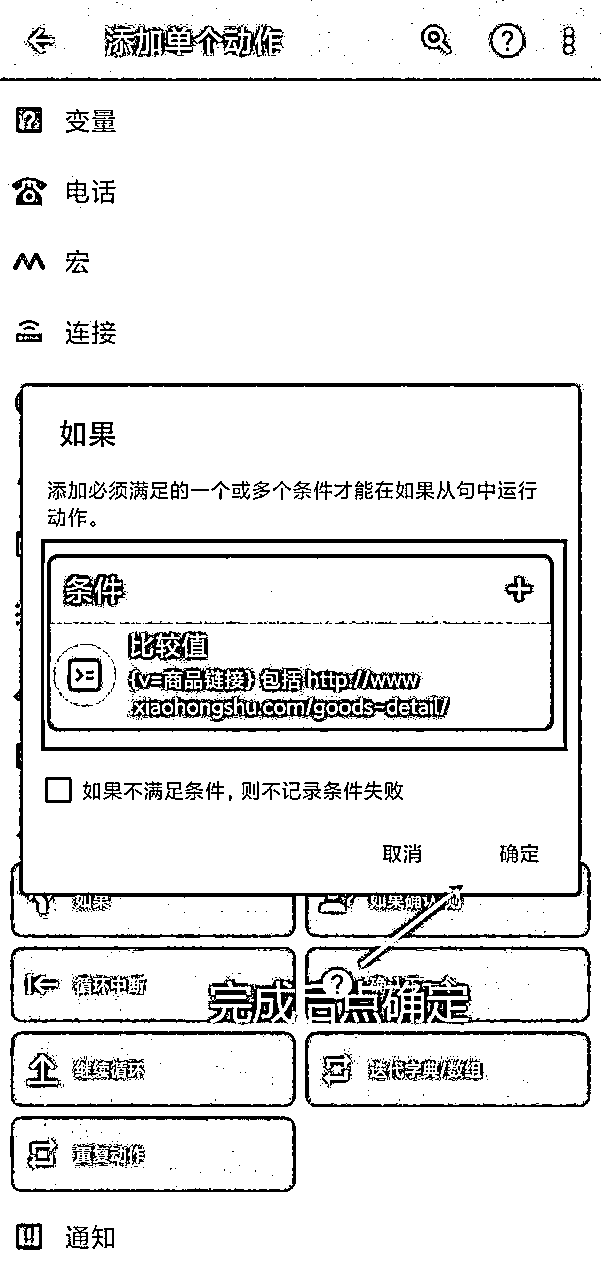 添加单个动作
变量
电话
宏
连接
如果
添加必须满足的一个或多个条件才能在如果从句中运行
动作。
条件
比较值
{v=商品链接} 包括 http://www
.xiaohongshu.com/goods-detail/
如果不满足条件，则不记录条件失败
取消 确定
如果 如果确认
循环中断
完成后点确定
继续循环 迭代字典/数组
重复动作
通知